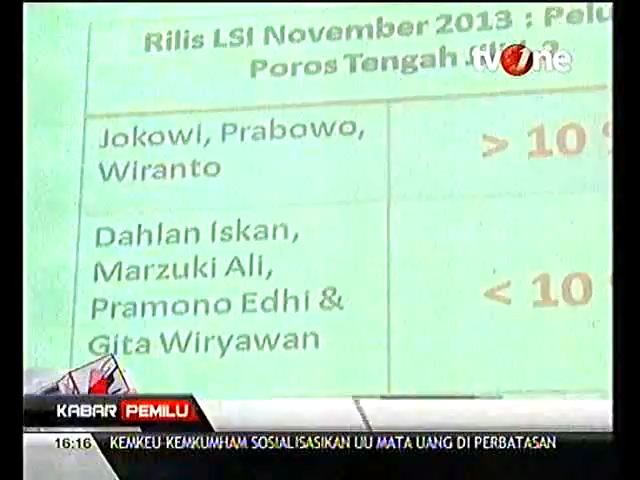 Rilis LSI November 2013 : Pelu
Poros Tengah
tvOne
Jokowi, Prabowo,
Wiranto
> 10 %
Dahlan Iskan,
Marzuki Ali,
Pramono Edhi &
Gita Wiryawan
< 10
KABAR PEMILU
16:16 KEMKEU-KEMKUMHAM SOSIALISASIKAN UU MATA UANG DI PERBATASAN